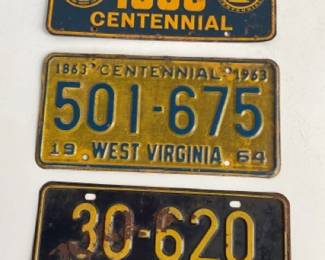 CENTENNIAL
1863 CENTENNIAL 1963
501-675
19 WEST VIRGINIA 64
30-620